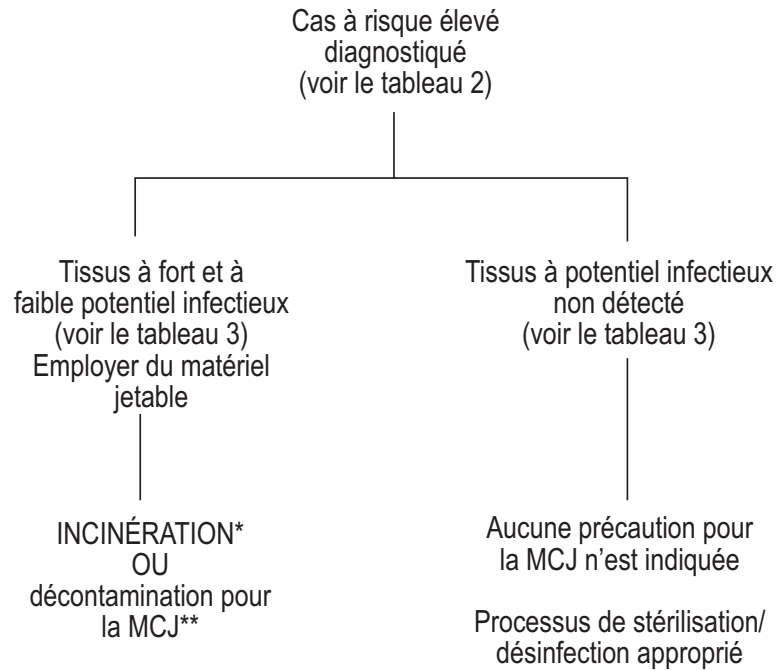 Cas à risque élevé
diagnostiqué
(voir le tableau 2)
Tissus à fort et à
faible potentiel infectieux
(voir le tableau 3)
Employer du matériel
jetable
INCINÉRATION*
OU
décontamination pour
la MCJ**
Tissus à potentiel infectieux
non détecté
(voir le tableau 3)
Aucune précaution pour
la MCJ n’est indiquée
Processus de stérilisation/
désinfection approprié